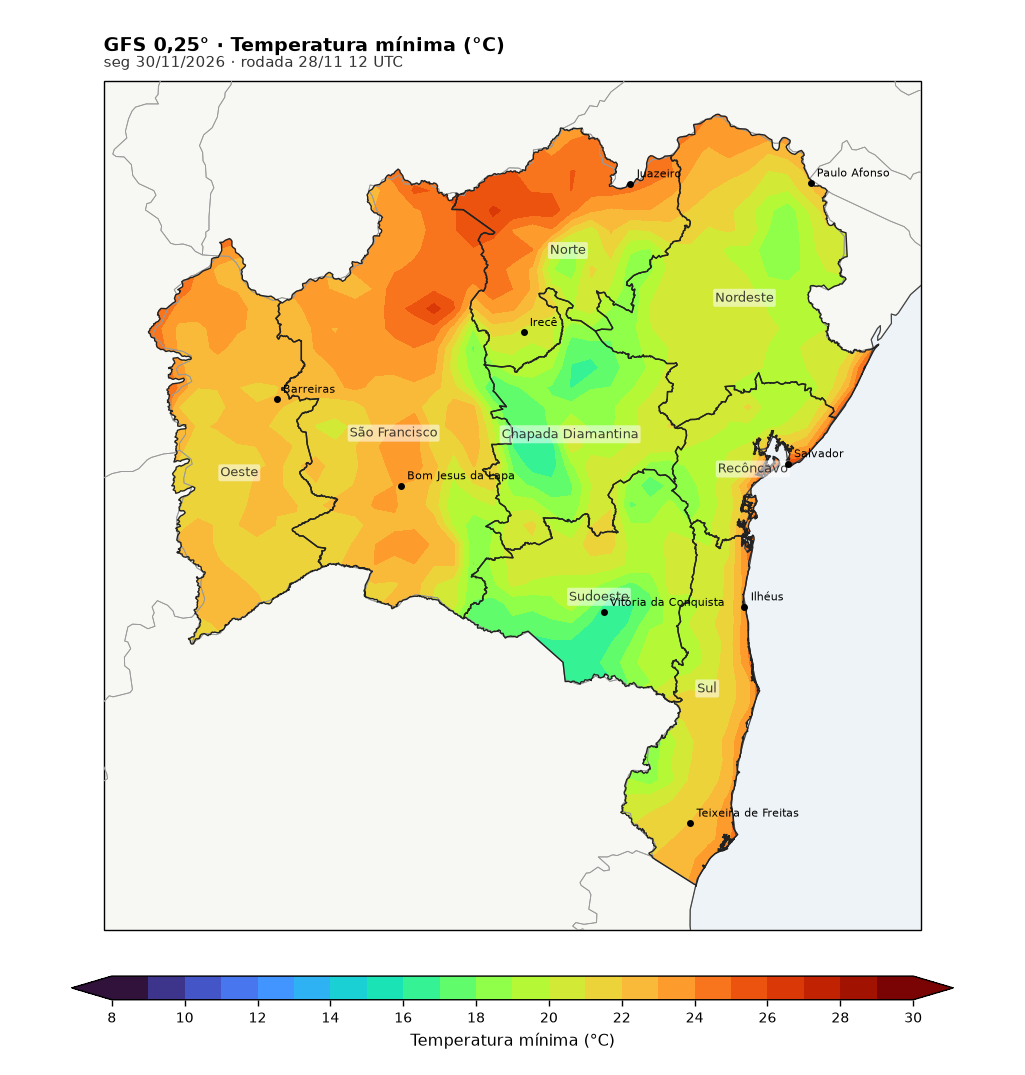 GFS 0,25° · Temperatura mínima (°C)
seg 30/11/2026 · rodada 28/11 12 UTC
Juazeiro
Paulo Afonso
Norte
Nordeste
Irecê
Barreiras
São Francisco
Chapada Diamantina
Salvador
Recôncavo
Oeste
Bom Jesus da Lapa
Sudoeste
Vitória da Conquista
Ilhéus
Sul
Teixeira de Freitas
8 10 12 14 16 18 20 22 24 26 28 30
Temperatura mínima (°C)